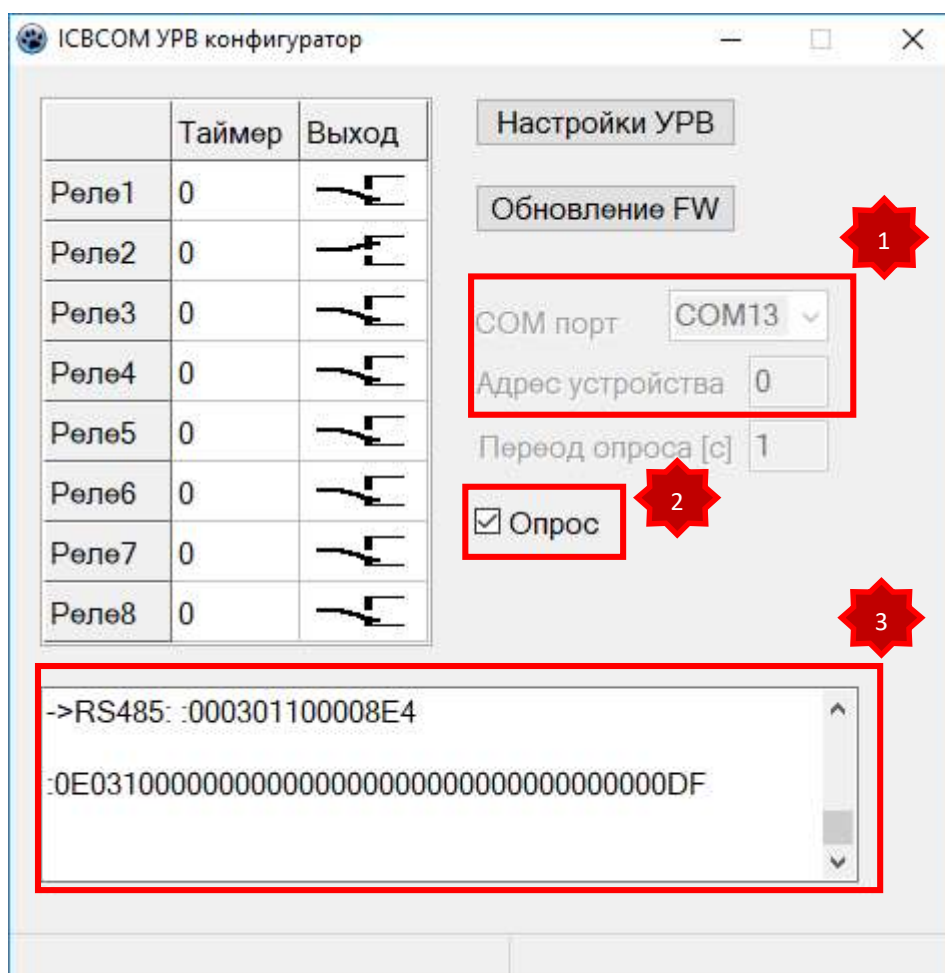 ICBCOM УРВ конфигуратор
Таймер Выход
Настройки УРВ
Реле1 0
Обновление FW
1
Реле2 0
Реле3 0
COM порт COM13
Реле4 0
Адрес устройства 0
Реле5 0
Переод опроса [с] 1
Реле6 0
2
Опрос
Реле7 0
Реле8 0
3
->RS485: :000301100008E4
:0E031000000000000000000000000000000000DF